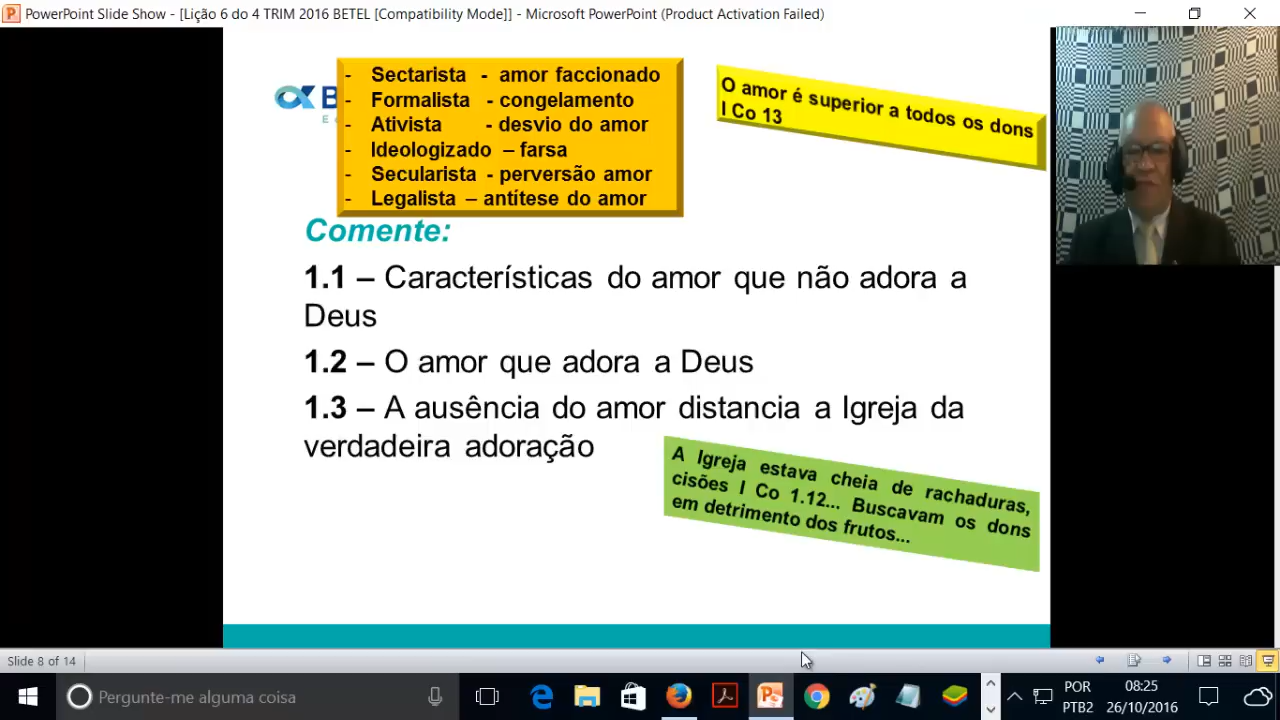 PowerPoint Slide Show - [Lição 6 do 4 TRIM 2016 BETEL [Compatibility Mode]] - Microsoft PowerPoint (Product Activation Failed)
- Sectarista - amor faccionado
- Formalista - congelamento
- Ativista - desvio do amor
- Ideologizado – farsa
- Secularista - perversão amor
- Legalista – antítese do amor
O amor é superior a todos os dons
I Co 13
Comente:
1.1 – Características do amor que não adora a
Deus
1.2 – O amor que adora a Deus
1.3 – A ausência do amor distancia a Igreja da
verdadeira adoração
A Igreja estava cheia de rachaduras,
cisões I Co 1.12... Buscavam os dons
em detrimento dos frutos...
Slide 8 of 14
Pergunte-me alguma coisa
POR
PTB2
08:25
26/10/2016